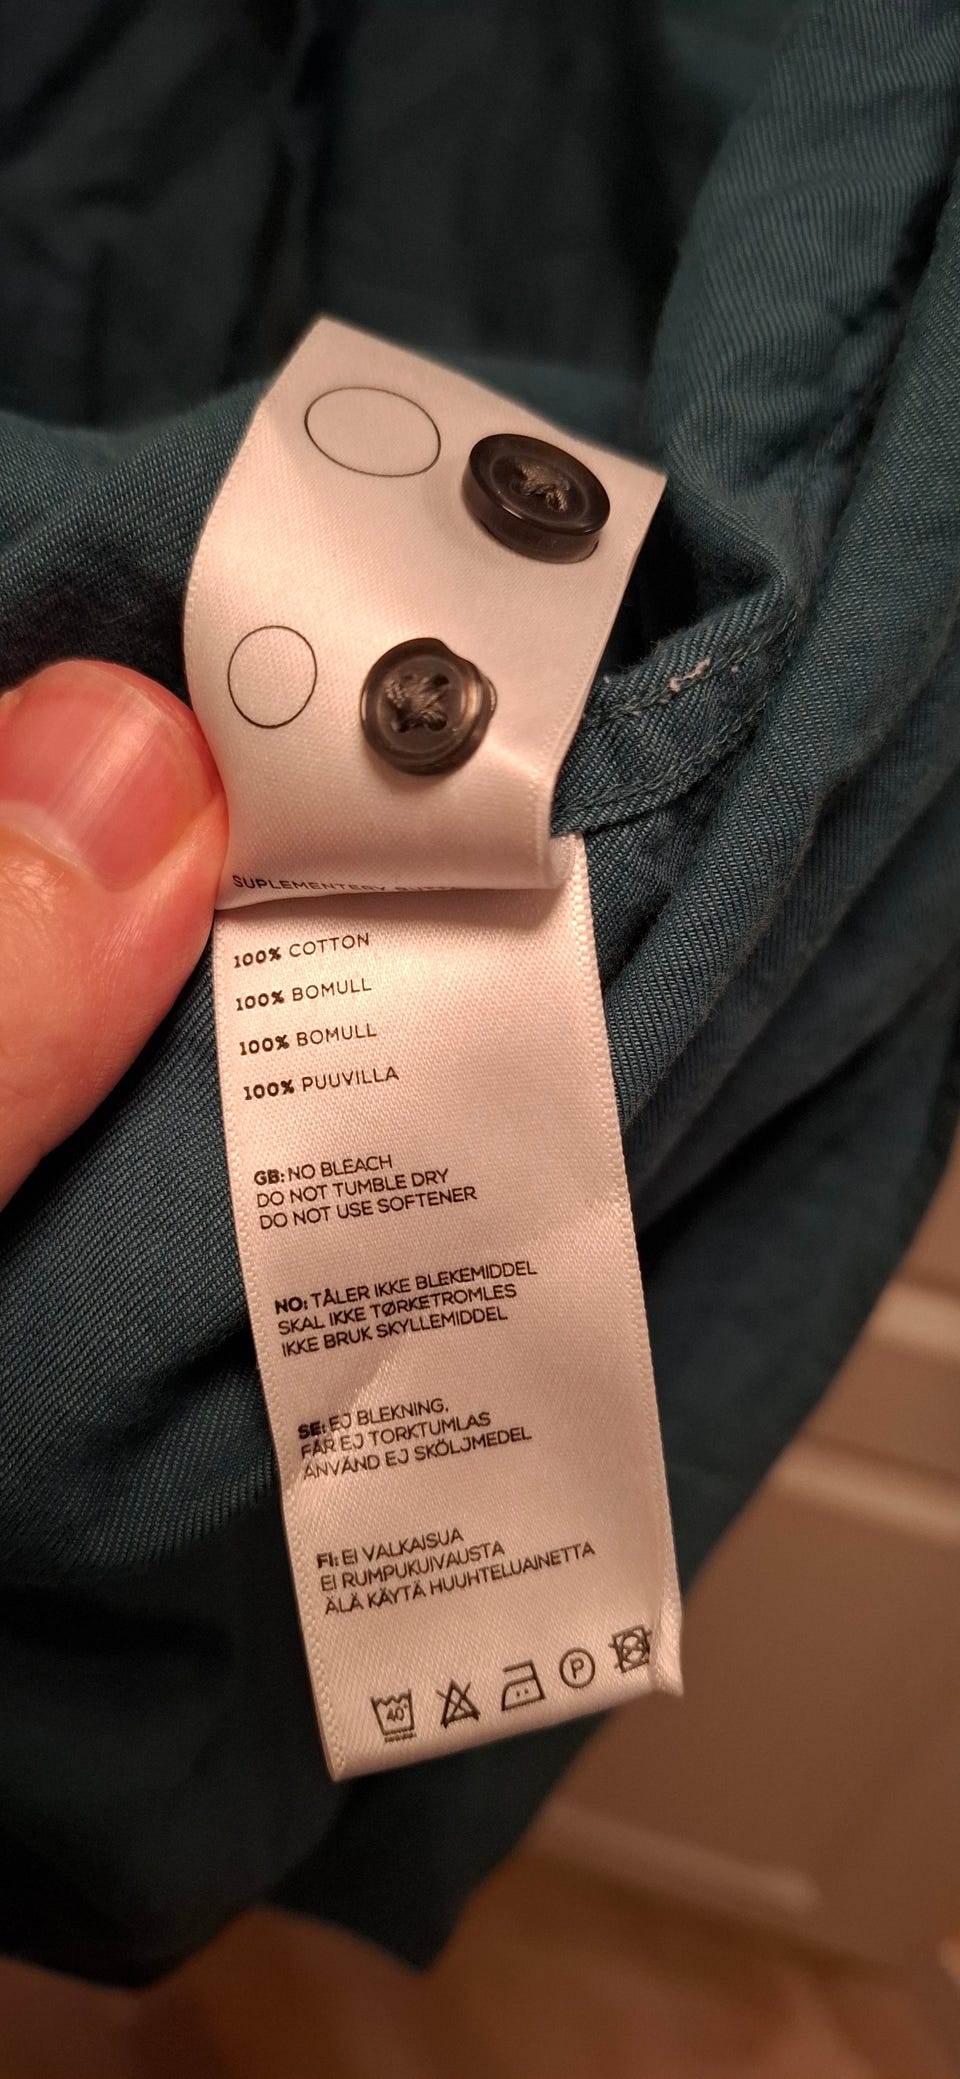 SUPLEMENTERY
100% COTTON
100% BOMULL
100% BOMULL
100% PUUVILLA
GB: NO BLEACH
DO NOT TUMBLE DRY
DO NOT USE SOFTENER
NO: TÅLER IKKE BLEKEMIDDEL
SKAL IKKE TØRKETROMLES
IKKE BRUK SKYLLEMIDDEL
SE: EJ BLEKNING.
FÅR EJ TORKTUMLAS
ANVÄND EJ SKÖLJMEDEL
FI: EI VALKAISUA
EI RUMPUKUIVAUSTA
ÄLÄ KÄYTÄ HUUHTELUAINETTA
40° P